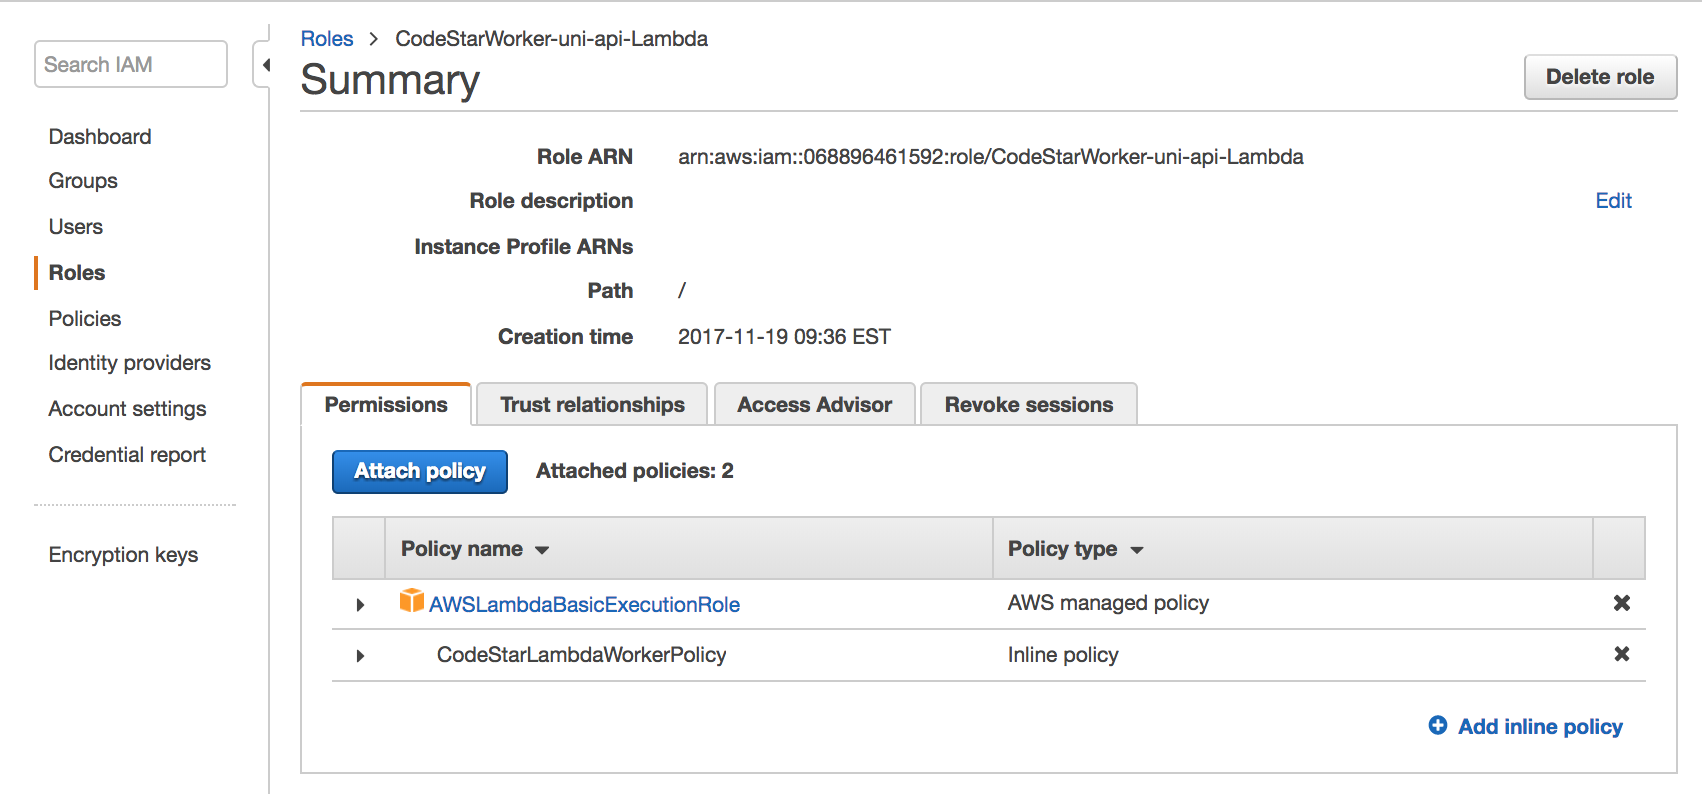 Search IAM
Dashboard
Groups
Users
Roles
Policies
Identity providers
Account settings
Credential report
Encryption keys
Roles > CodeStarWorker-uni-api-Lambda
Summary
Delete role
Role ARN arn:aws:iam::068896461592:role/CodeStarWorker-uni-api-Lambda
Role description Edit
Instance Profile ARNs
Path /
Creation time 2017-11-19 09:36 EST
Permissions Trust relationships Access Advisor Revoke sessions
Attach policy Attached policies: 2
Policy name Policy type
AWSLambdaBasicExecutionRole AWS managed policy
CodeStarLambdaWorkerPolicy Inline policy
Add inline policy